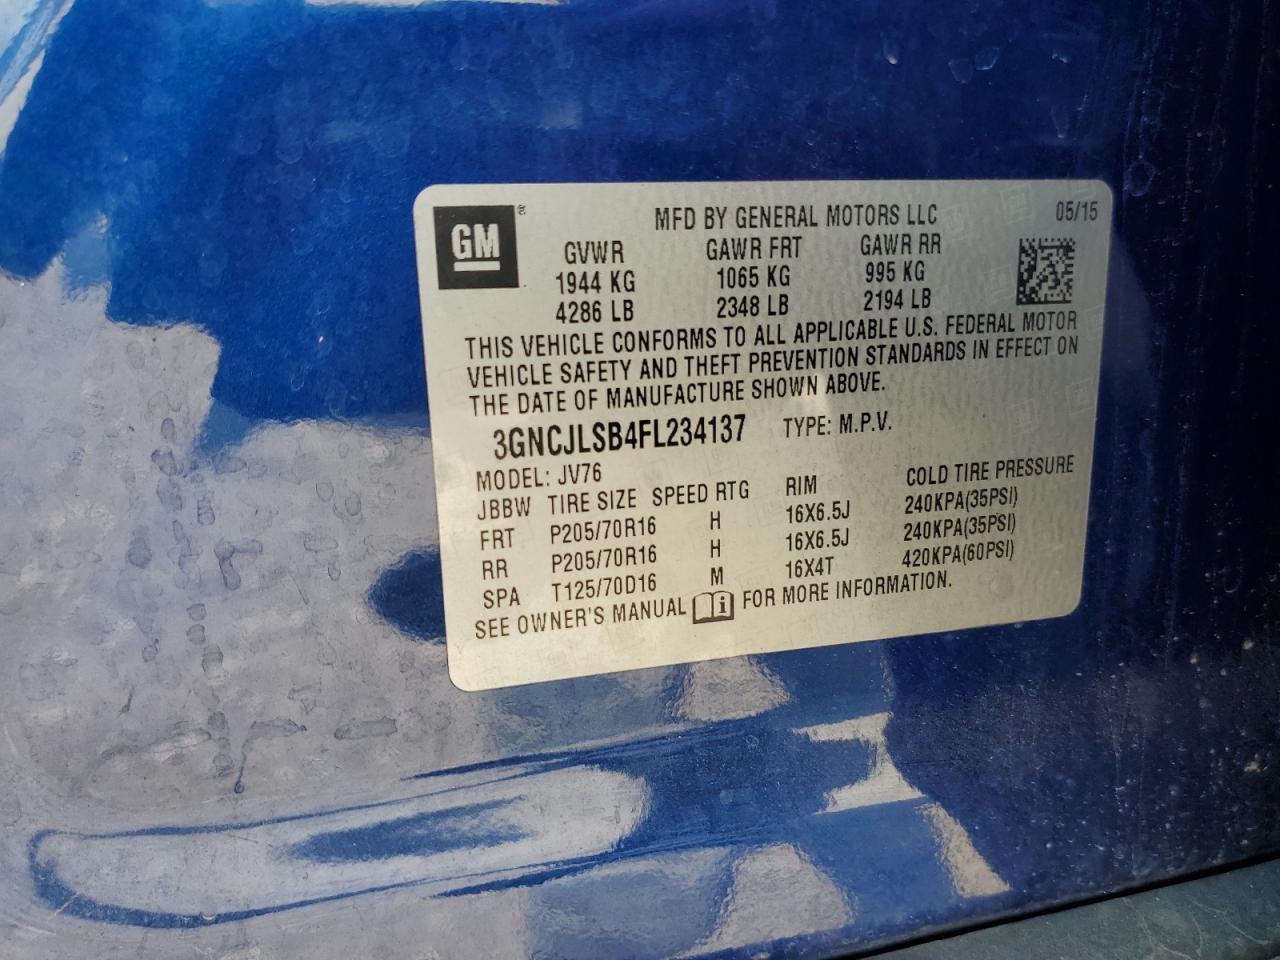 GM ®
MFD BY GENERAL MOTORS LLC 05/15
GVWR GAWR FRT GAWR RR
1944 KG 1065 KG 995 KG
4286 LB 2348 LB 2194 LB
THIS VEHICLE CONFORMS TO ALL APPLICABLE U.S. FEDERAL MOTOR
VEHICLE SAFETY AND THEFT PREVENTION STANDARDS IN EFFECT ON
THE DATE OF MANUFACTURE SHOWN ABOVE.
3GNCJLSB4FL234137 TYPE: M.P.V.
MODEL: JV76
JBBW TIRE SIZE SPEED RTG RIM COLD TIRE PRESSURE
FRT P205/70R16 H 16X6.5J 240KPA(35PSI)
RR P205/70R16 H 16X6.5J 240KPA(35PSI)
SPA T125/70D16 M 16X4T 420KPA(60PSI)
SEE OWNER'S MANUAL FOR MORE INFORMATION.